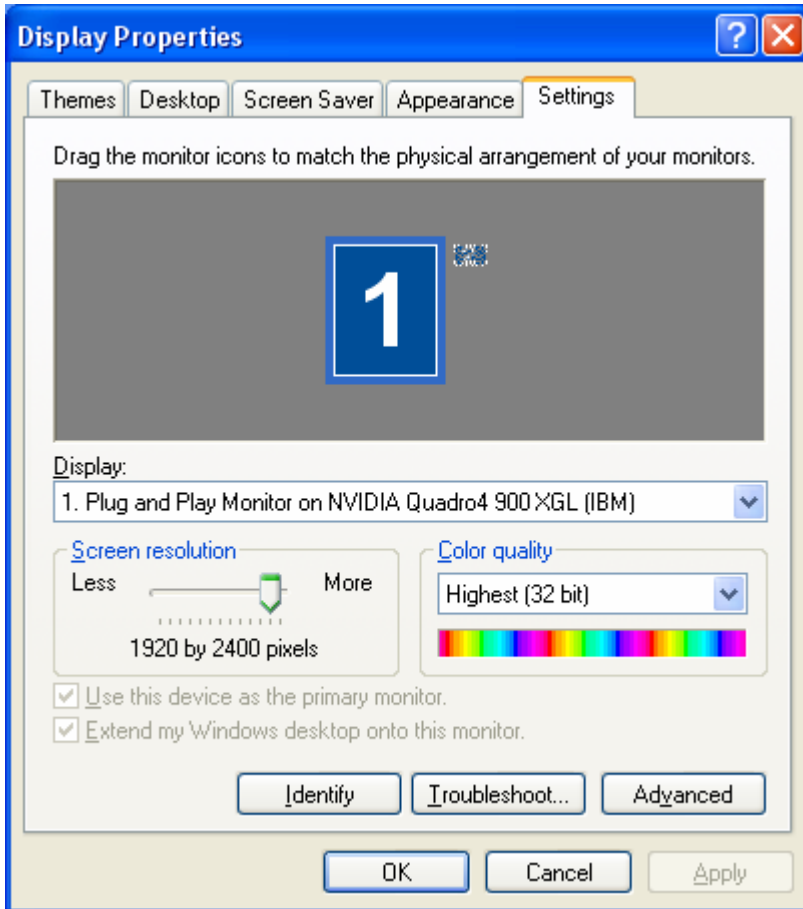 Display Properties
Themes Desktop Screen Saver Appearance Settings
Drag the monitor icons to match the physical arrangement of your monitors.
1
Display:
1. Plug and Play Monitor on NVIDIA Quadro4 900 XGL (IBM)
Screen resolution
Less More
1920 by 2400 pixels
Color quality
Highest (32 bit)
Use this device as the primary monitor.
Extend my Windows desktop onto this monitor.
Identify Troubleshoot... Advanced
OK Cancel Apply